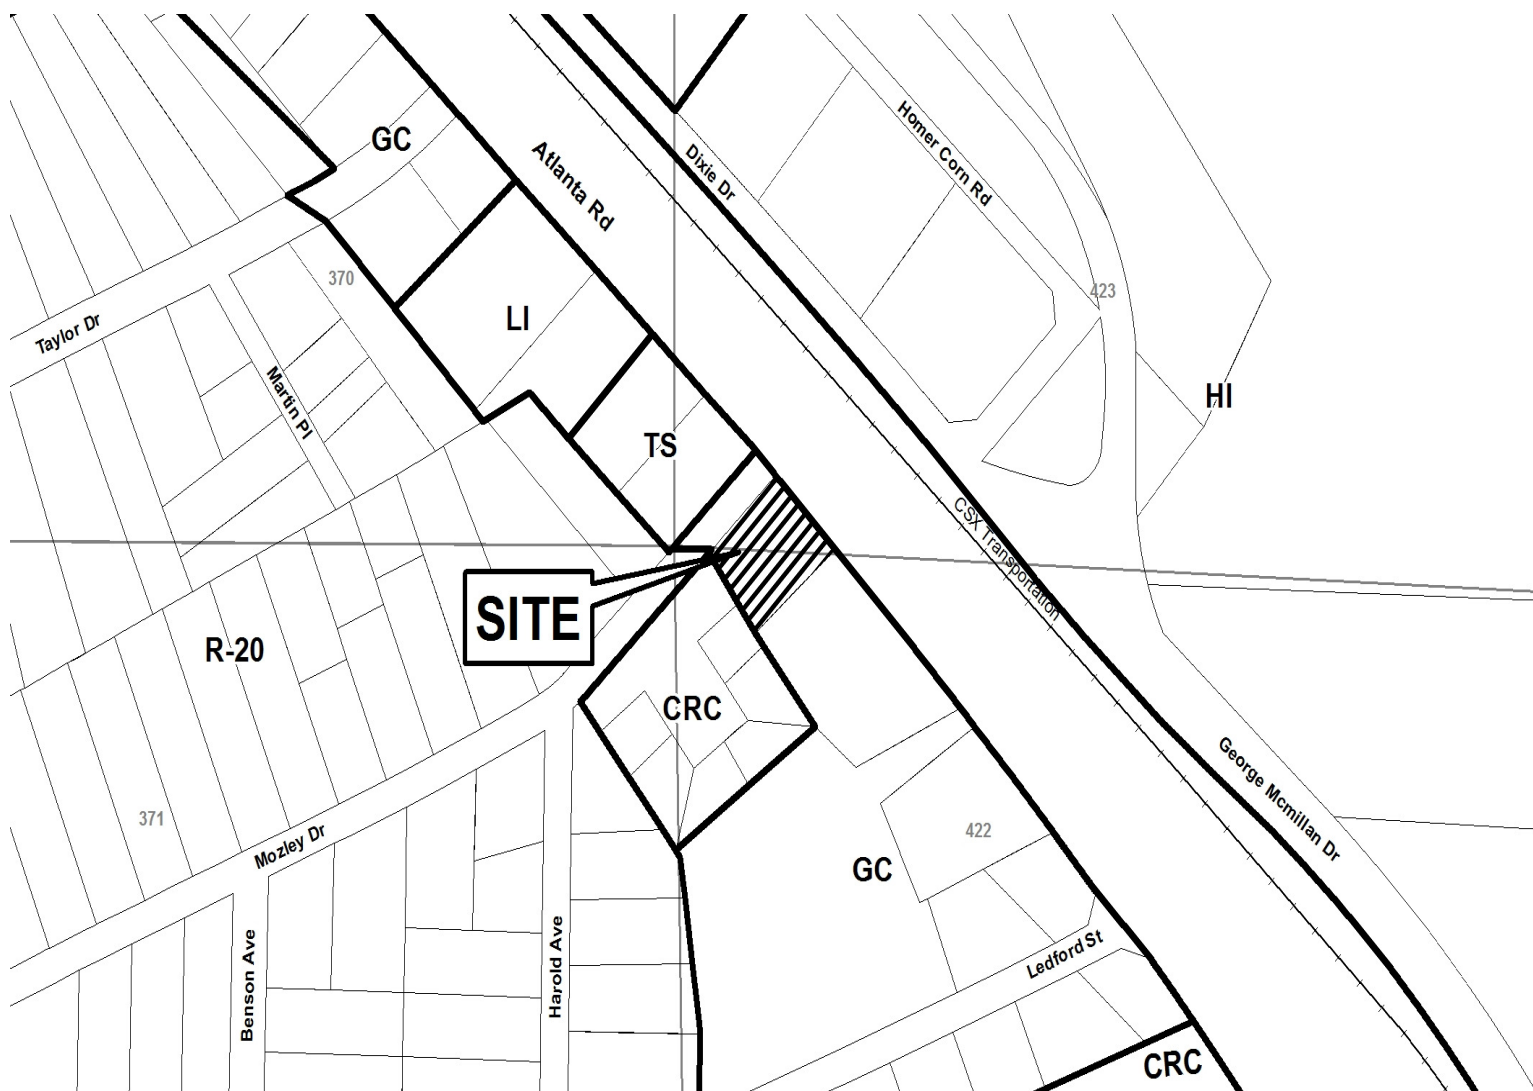 GC
Atlanta Rd
Dixie Dr
Homer Corn Rd
370
423
Taylor Dr
LI
Martin Pl
HI
TS
CSX Transportation
SITE
R-20
CRC
George Mcmillan Dr
371
Mozley Dr
422
GC
Benson Ave
Harold Ave
Ledford St
CRC